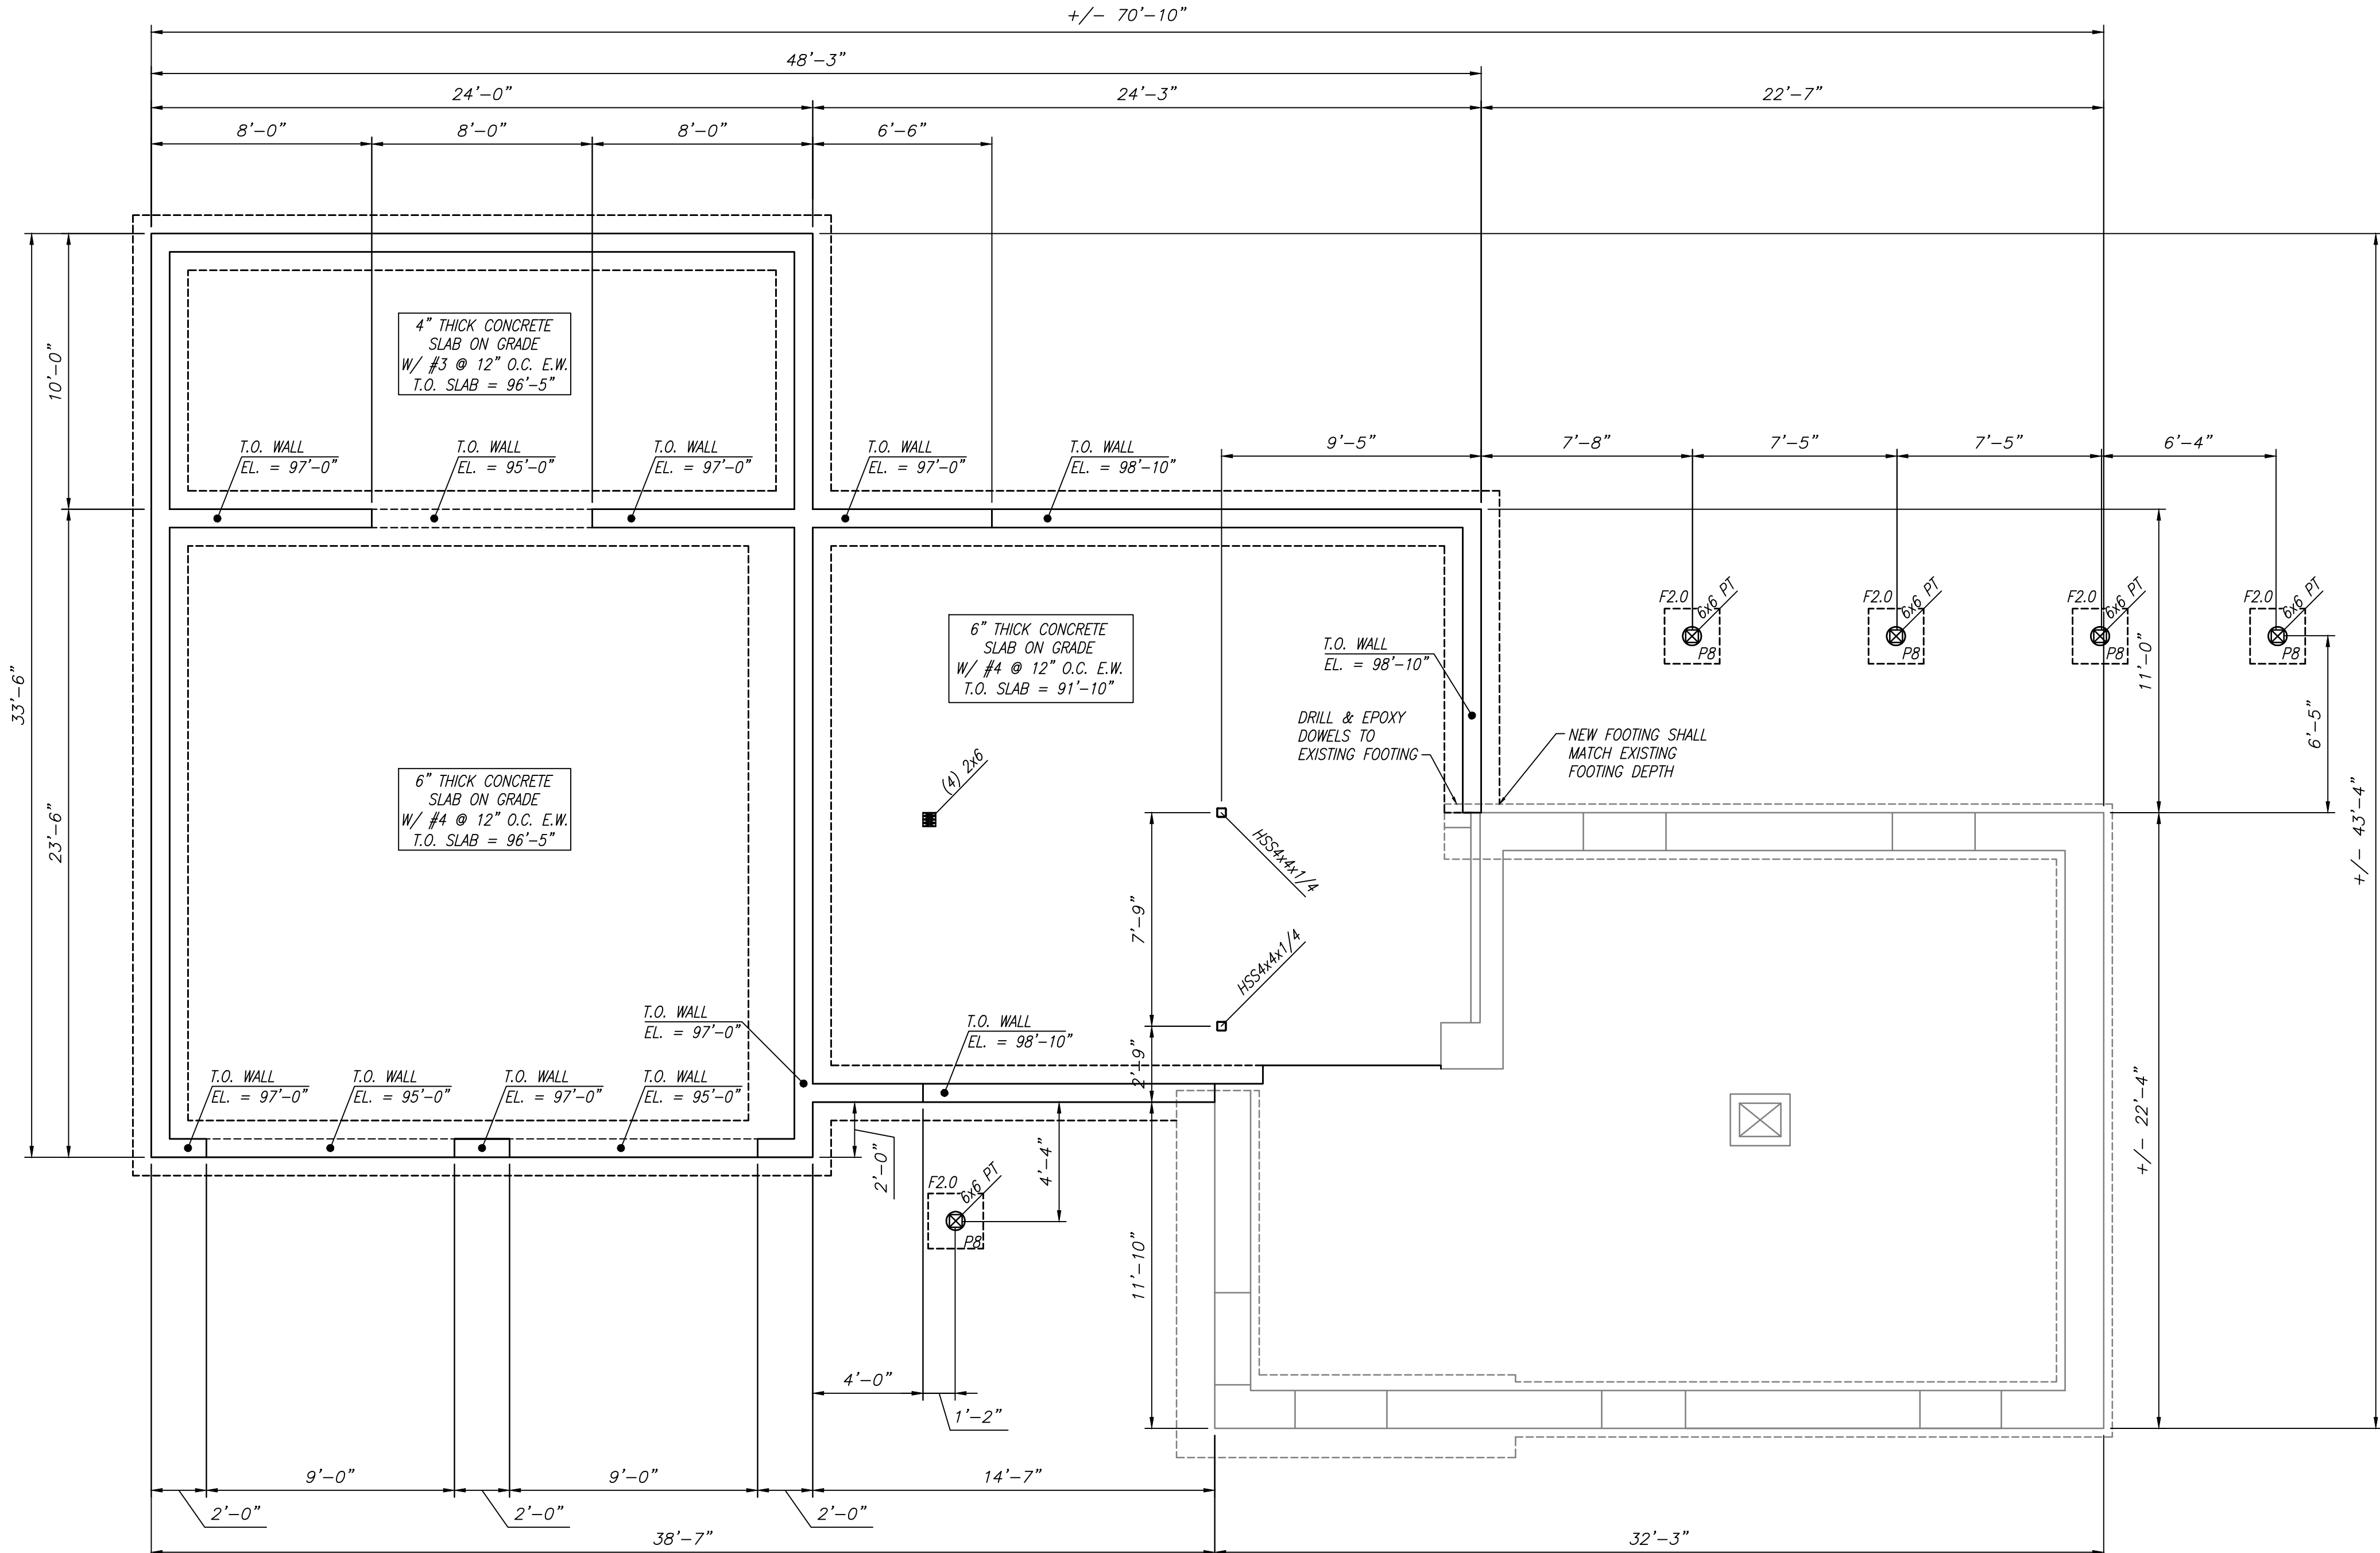 +/- 70'-10"
48'-3"
24'-0"
24'-3"
22'-7"
8'-0"
8'-0"
8'-0"
6'-6"
4" THICK CONCRETE
SLAB ON GRADE
W/ #3 @ 12" O.C. E.W.
T.O. SLAB = 96'-5"
10'-0"
33'-6"
23'-6"
T.O. WALL
EL. = 97'-0"
T.O. WALL
EL. = 95'-0"
T.O. WALL
EL. = 97'-0"
T.O. WALL
EL. = 97'-0"
T.O. WALL
EL. = 98'-10"
9'-5"
7'-8"
7'-5"
7'-5"
6'-4"
F2.0
6x6 PT
P8
F2.0
6x6 PT
P8
F2.0
6x6 PT
P8
F2.0
6x6 PT
P8
11'-0"
6'-5"
+/- 43'-4"
6" THICK CONCRETE
SLAB ON GRADE
W/ #4 @ 12" O.C. E.W.
T.O. SLAB = 91'-10"
T.O. WALL
EL. = 98'-10"
DRILL & EPOXY
DOWELS TO
EXISTING FOOTING
NEW FOOTING SHALL
MATCH EXISTING
FOOTING DEPTH
(4) 2x6
6" THICK CONCRETE
SLAB ON GRADE
W/ #4 @ 12" O.C. E.W.
T.O. SLAB = 96'-5"
HSS4x4x1/4
7'-9"
HSS4x4x1/4
2'-9"
T.O. WALL
EL. = 97'-0"
T.O. WALL
EL. = 98'-10"
T.O. WALL
EL. = 97'-0"
T.O. WALL
EL. = 95'-0"
T.O. WALL
EL. = 97'-0"
T.O. WALL
EL. = 95'-0"
+/- 22'-4"
2'-0"
4'-4"
F2.0
6x6 PT
P8
11'-10"
4'-0"
1'-2"
9'-0"
9'-0"
14'-7"
2'-0"
2'-0"
2'-0"
38'-7"
32'-3"